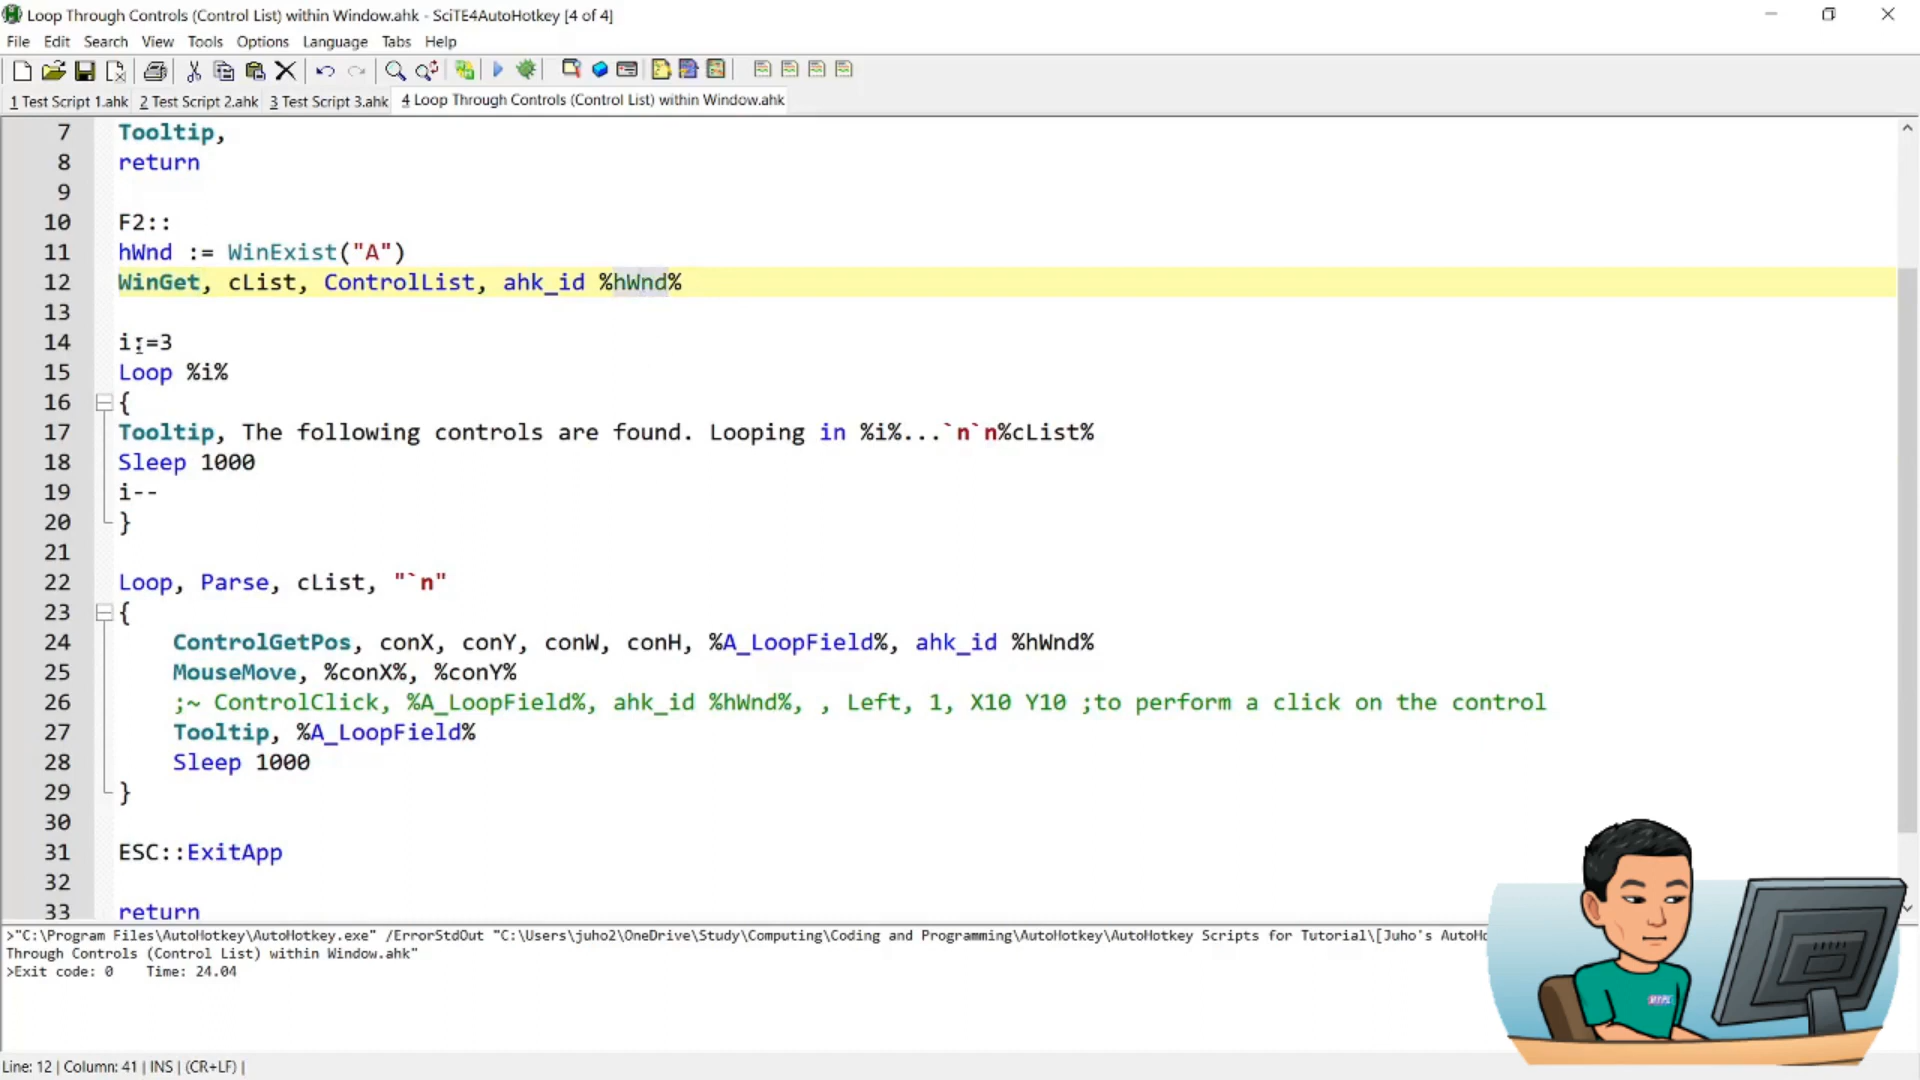 Loop Through Controls (Control List) within Window.ahk - SciTE4AutoHotkey [4 of 4]
File Edit Search View Tools Options Language Tabs Help
1 Test Script 1.ahk 2 Test Script 2.ahk 3 Test Script 3.ahk 4 Loop Through Controls (Control List) within Window.ahk
7 Tooltip,
8 return
9
10 F2::
11 hWnd := WinExist("A")
12 WinGet, cList, ControlList, ahk_id %hWnd%
13
14 i:=3
15 Loop %i%
16 {
17 Tooltip, The following controls are found. Looping in %i%...`n`n%cList%
18 Sleep 1000
19 i--
20 }
21
22 Loop, Parse, cList, "`n"
23 {
24 ControlGetPos, conX, conY, conW, conH, %A_LoopField%, ahk_id %hWnd%
25 MouseMove, %conX%, %conY%
26 ;~ ControlClick, %A_LoopField%, ahk_id %hWnd%, , Left, 1, X10 Y10 ;to perform a click on the control
27 Tooltip, %A_LoopField%
28 Sleep 1000
29 }
30
31 ESC::ExitApp
32
33 return
>"C:\Program Files\AutoHotkey\AutoHotkey.exe" /ErrorStdOut "C:\Users\juho2\OneDrive\Study\Computing\Coding and Programming\AutoHotkey\AutoHotkey Scripts for Tutorial\[Juho's AutoHo
Through Controls (Control List) within Window.ahk"
>Exit code: 0 Time: 24.04
Line: 12 | Column: 41 | INS | (CR+LF) |